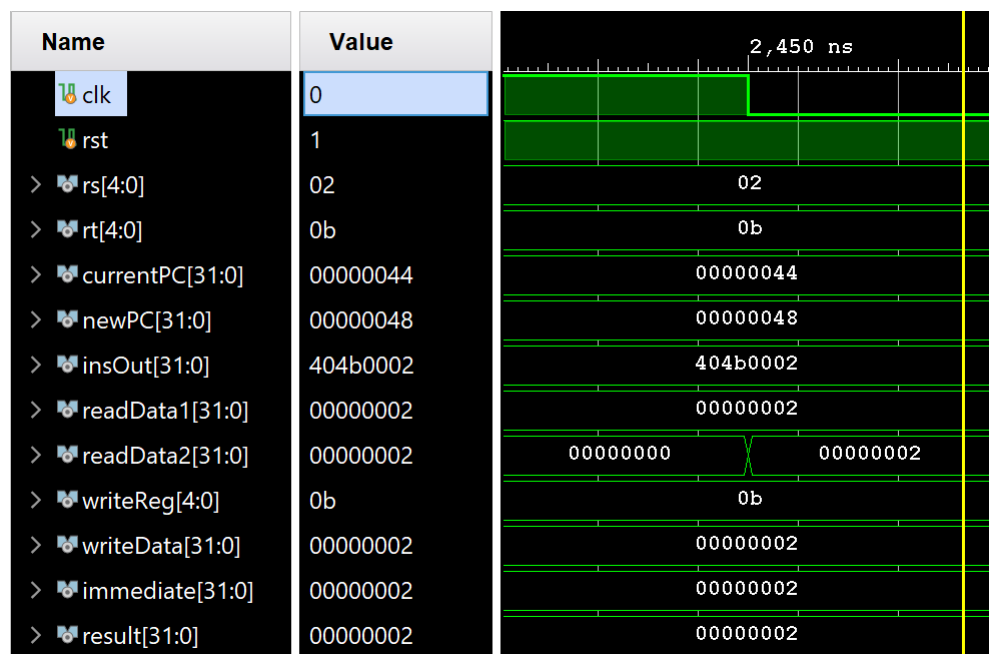 Name Value
2,450 ns
clk 0
rst 1
rs[4:0] 02 02
rt[4:0] 0b 0b
currentPC[31:0] 00000044 00000044
newPC[31:0] 00000048 00000048
insOut[31:0] 404b0002 404b0002
readData1[31:0] 00000002 00000002
readData2[31:0] 00000002 00000000 00000002
writeReg[4:0] 0b 0b
writeData[31:0] 00000002 00000002
immediate[31:0] 00000002 00000002
result[31:0] 00000002 00000002